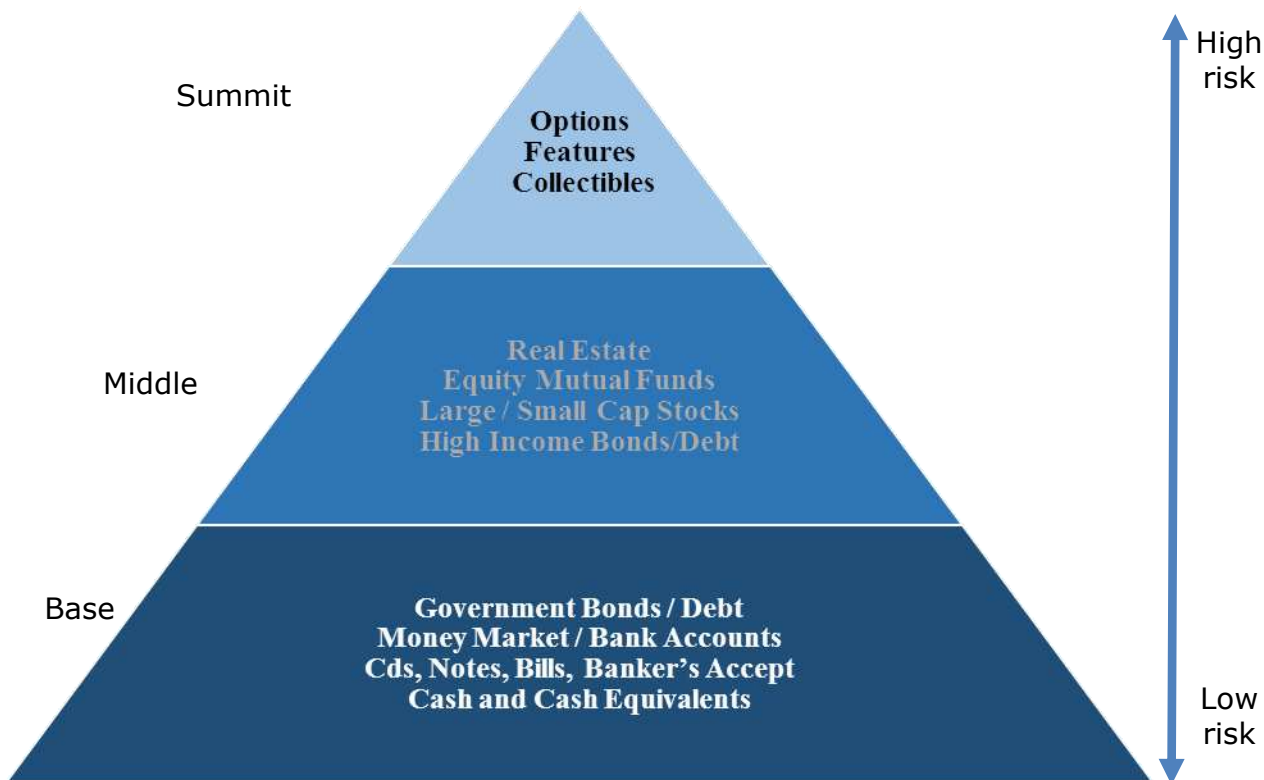 Summit
High
risk
Options
Features
Collectibles
Middle
Real Estate
Equity Mutual Funds
Large / Small Cap Stocks
High Income Bonds/Debt
Base
Government Bonds / Debt
Money Market / Bank Accounts
Cds, Notes, Bills, Banker's Accept
Cash and Cash Equivalents
Low
risk